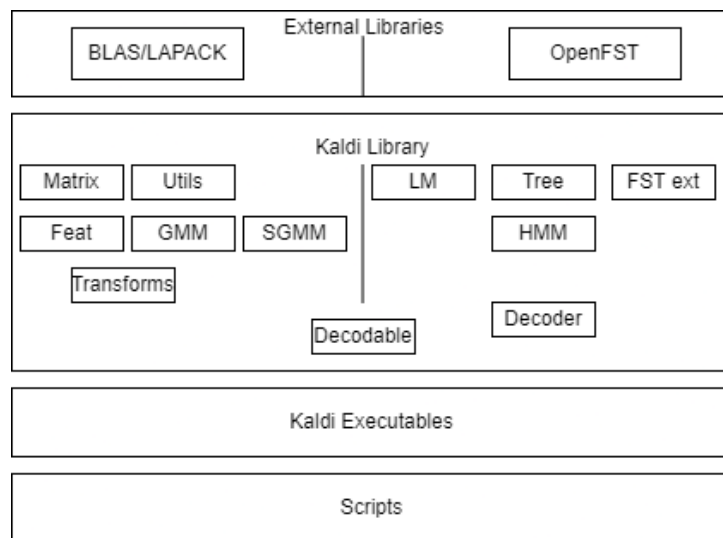 External Libraries
BLAS/LAPACK
OpenFST
Kaldi Library
Matrix
Utils
LM
Tree
FST ext
Feat
GMM
SGMM
HMM
Transforms
Decoder
Decodable
Kaldi Executables
Scripts